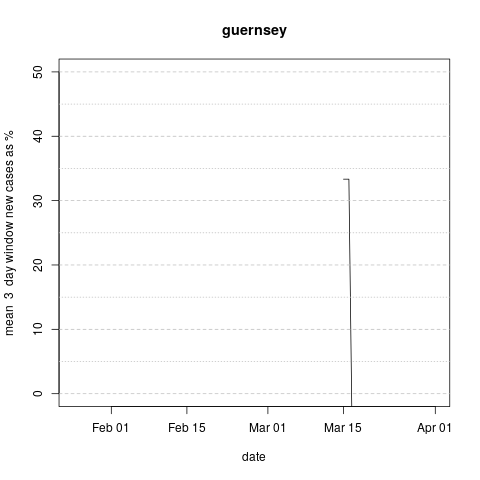 guernsey
mean 3 day window new cases as %
50
40
30
20
10
0
Feb 01
Feb 15
Mar 01
Mar 15
Apr 01
date